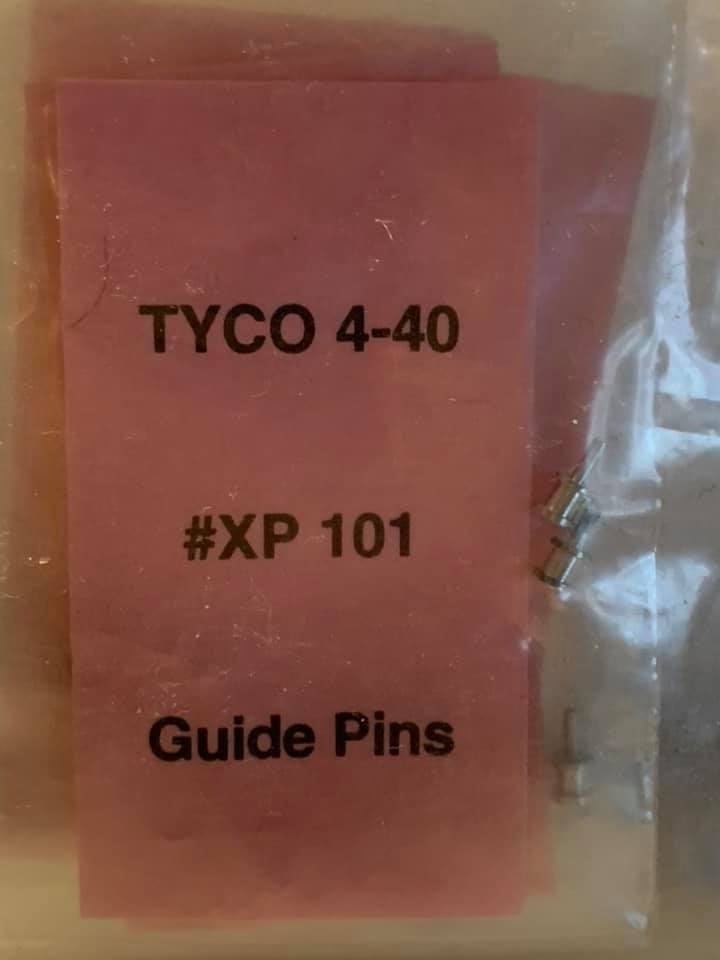 TYCO 4-40
#XP 101
Guide Pins